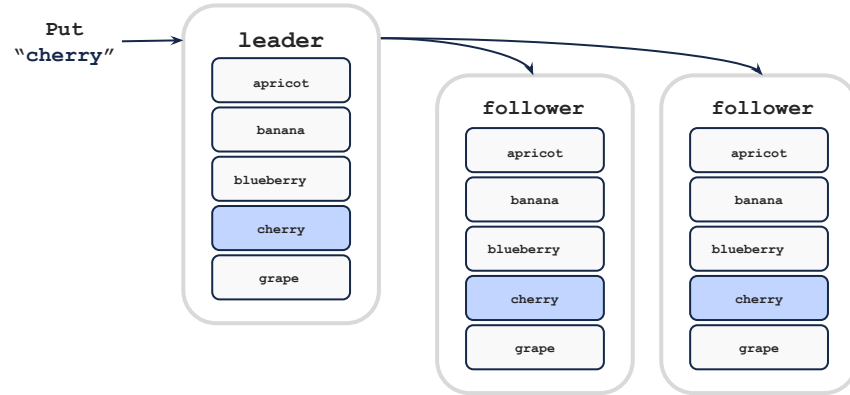 Put
“cherry”
leader
apricot
banana
blueberry
cherry
grape
follower
apricot
banana
blueberry
cherry
grape
follower
apricot
banana
blueberry
cherry
grape